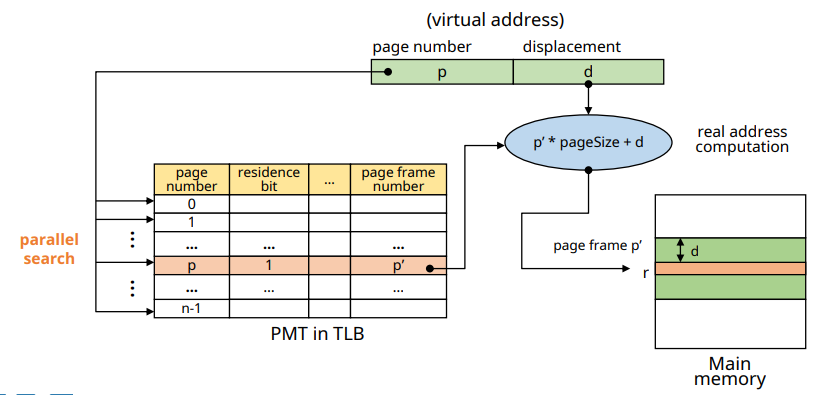 (virtual address)
page number displacement
p d
p’ * pageSize + d
real address
computation
page
number
residence
bit
...
page frame
number
0
1
... ... ...
p 1 p’
... ... ...
n-1
parallel
search
⋮
⋮
PMT in TLB
page frame p’
d
r
Main
memory